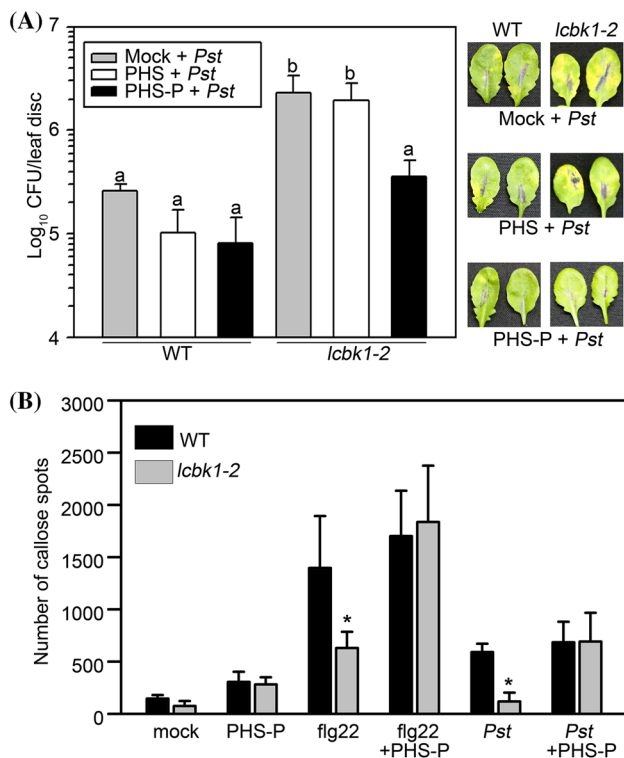 (A)
7
6
5
4
Log10 CFU/leaf disc
Mock + Pst
PHS + Pst
PHS-P + Pst
a
a
a
b
b
a
WT
lcbk1-2
WT lcbk1-2
Mock + Pst
PHS + Pst
PHS-P + Pst
(B)
3000
2500
2000
1500
1000
500
0
Number of callose spots
WT
lcbk1-2
*
*
mock PHS-P flg22 flg22 Pst Pst
+PHS-P +PHS-P